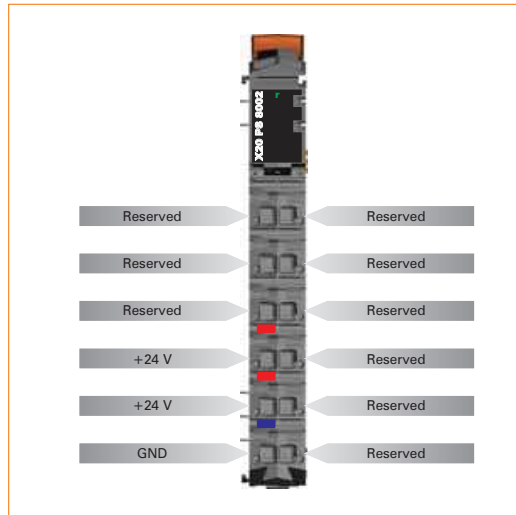 X20 PS 8002
r
Reserved Reserved
Reserved Reserved
Reserved Reserved
+24 V Reserved
+24 V Reserved
GND Reserved